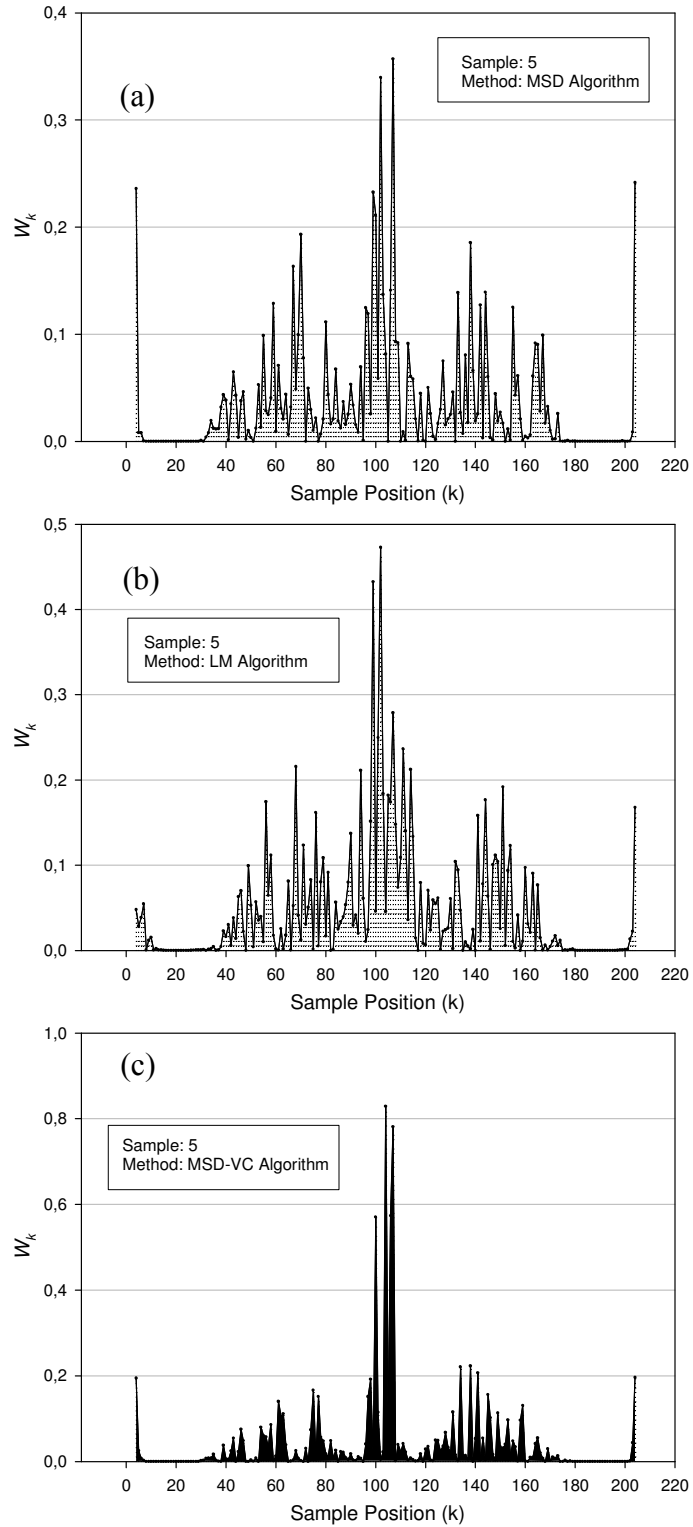 0,4
(a)
Sample: 5
Method: MSD Algorithm
0,3
0,2
Wk
0,1
0,0
0 20 40 60 80 100 120 140 160 180 200 220
Sample Position (k)
0,5
(b)
0,4
Sample: 5
Method: LM Algorithm
0,3
Wk
0,2
0,1
0,0
0 20 40 60 80 100 120 140 160 180 200 220
Sample Position (k)
1,0
(c)
0,8
Sample: 5
Method: MSD-VC Algorithm
0,6
Wk
0,4
0,2
0,0
0 20 40 60 80 100 120 140 160 180 200 220
Sample Position (k)